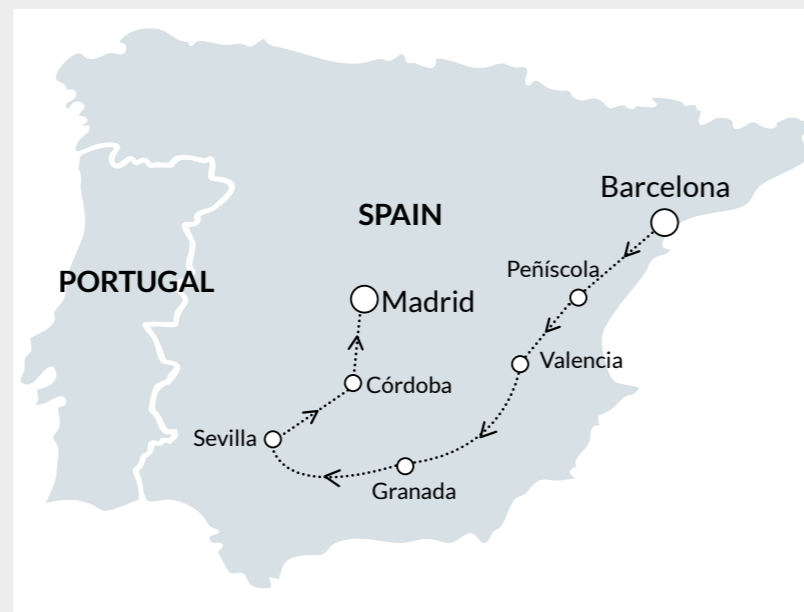 Barcelona
SPAIN
Peñíscola
PORTUGAL
Madrid
Valencia
Córdoba
Sevilla
Granada